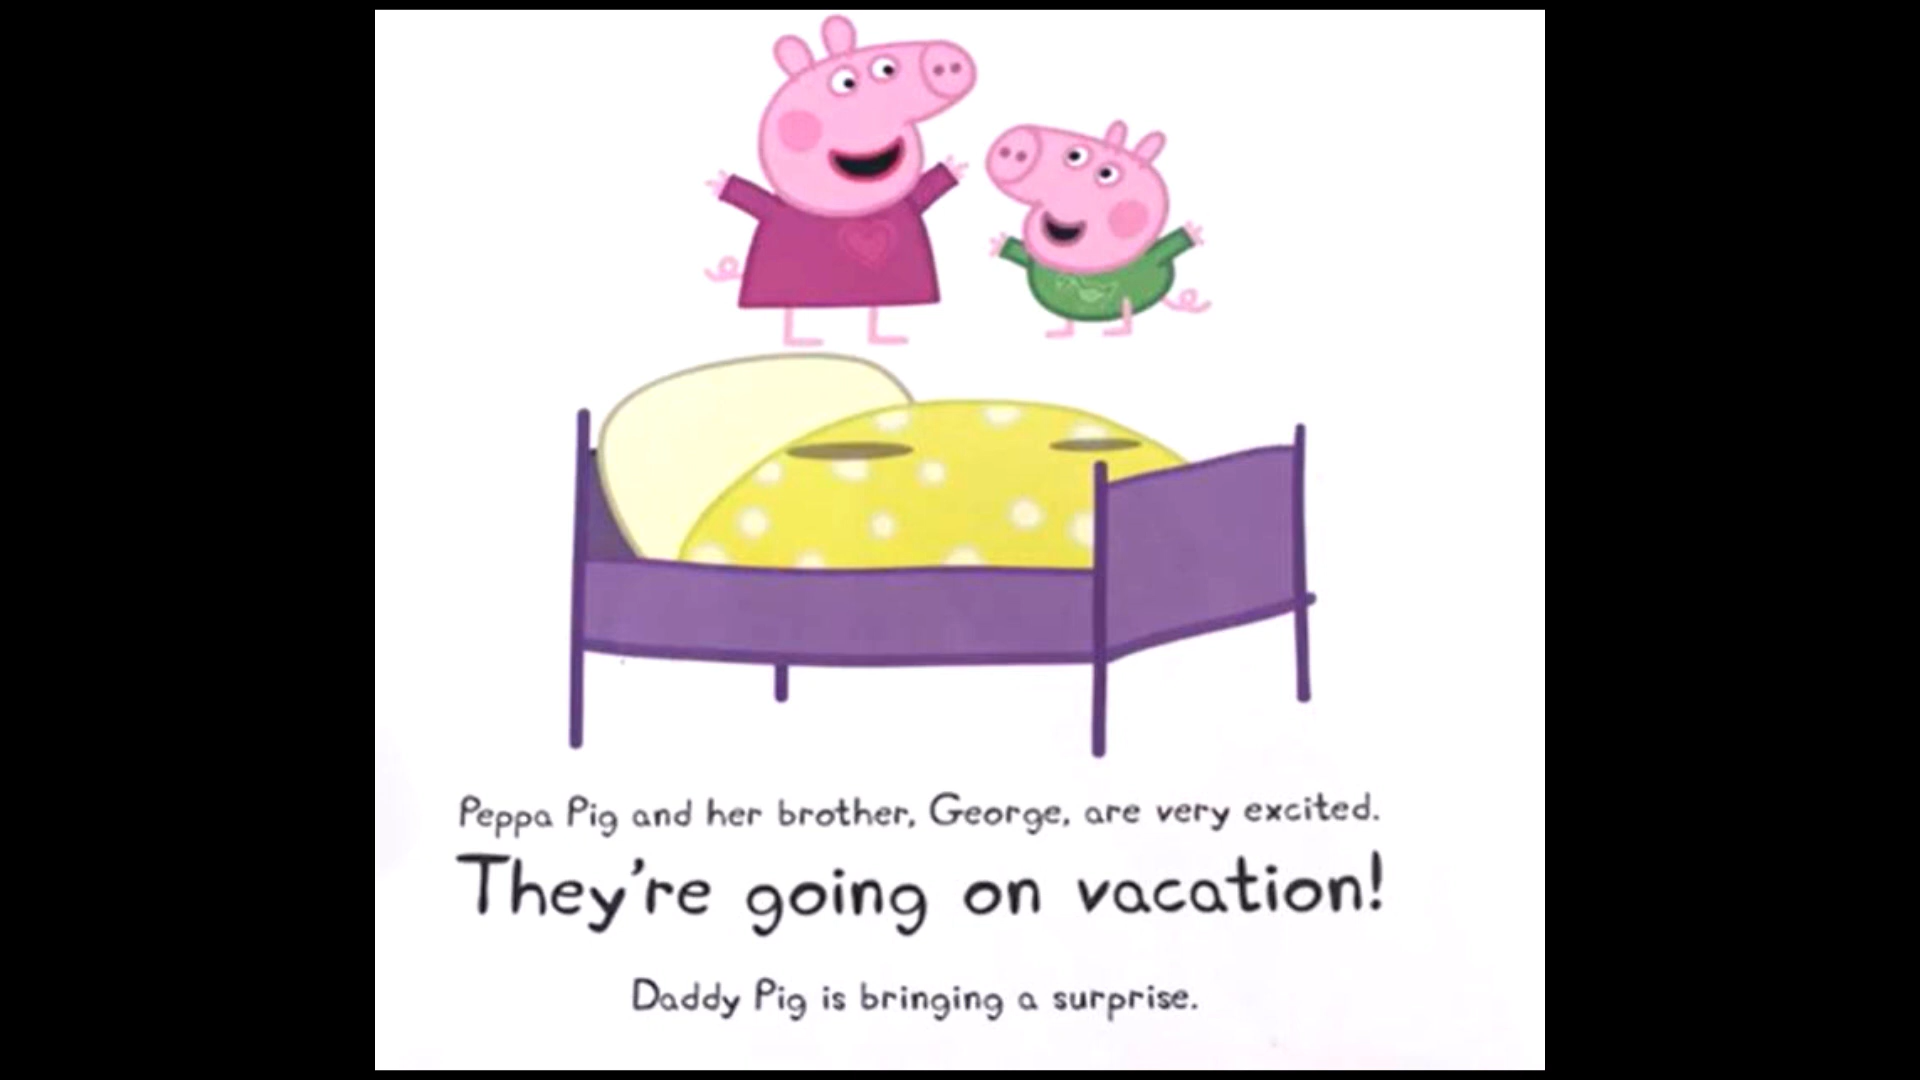 Peppa Pig and her brother, George, are very excited.
They're going on vacation!
Daddy Pig is bringing a surprise.